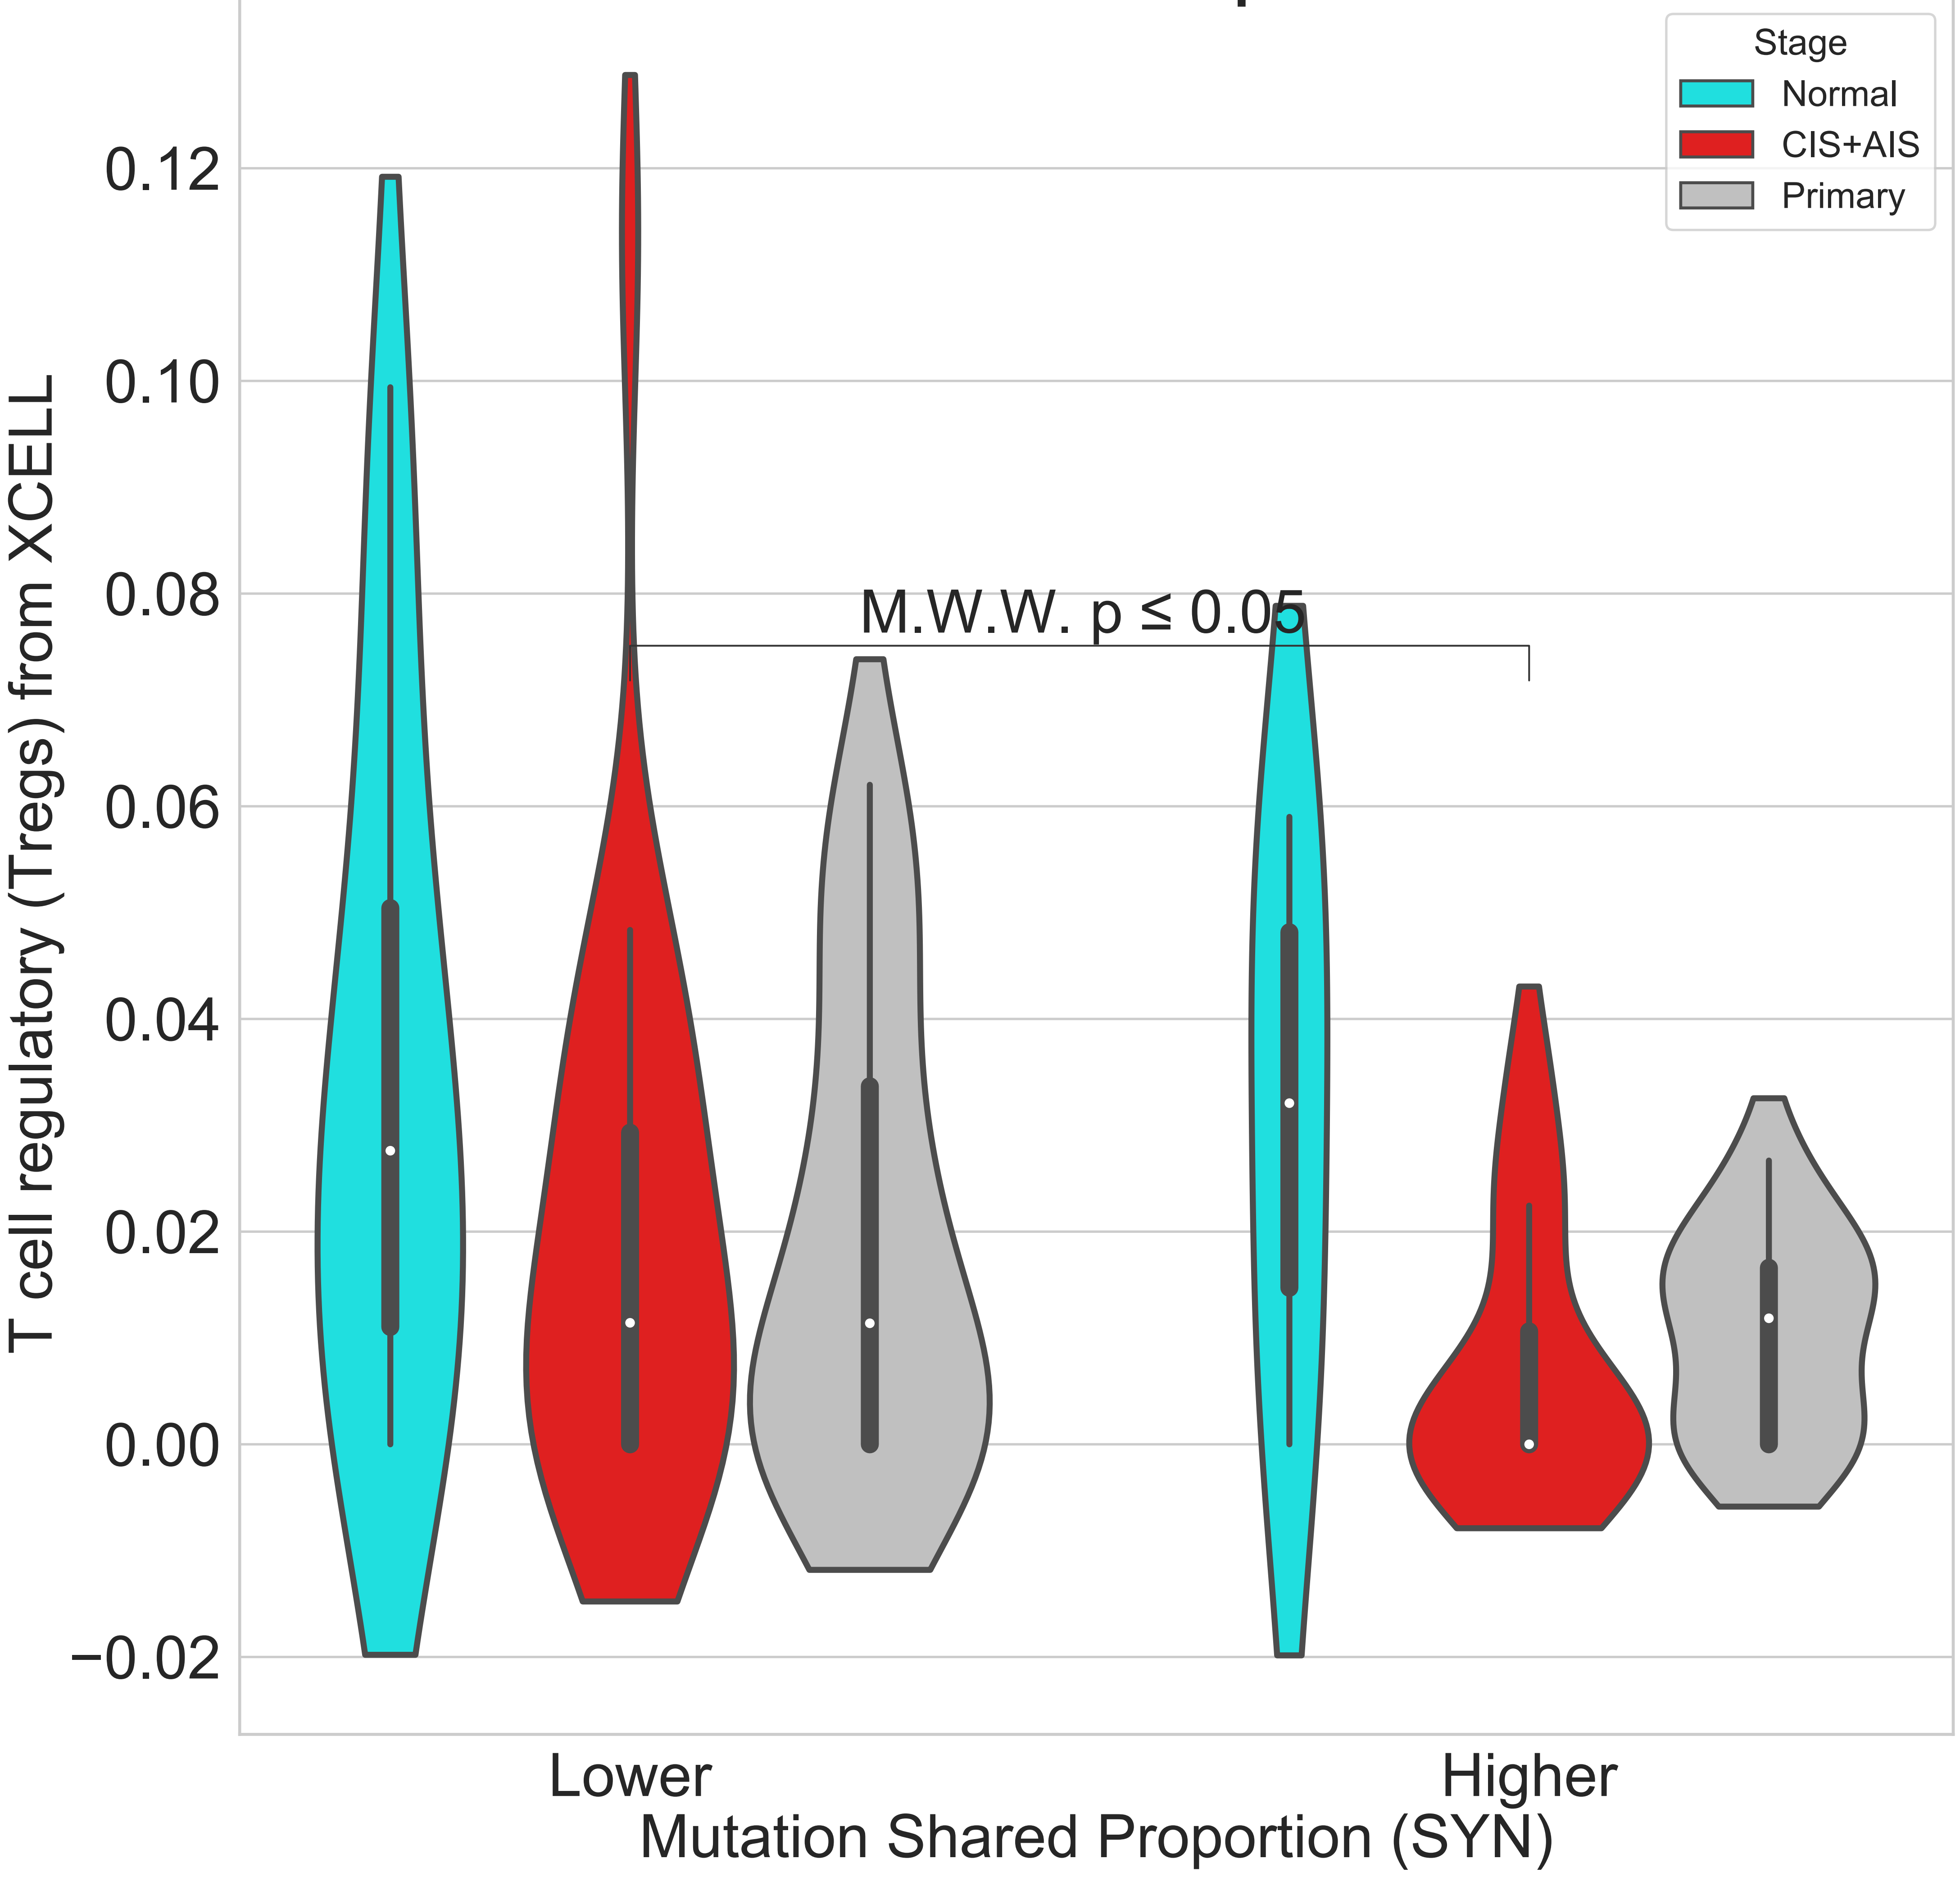 Stage
Normal
CIS+AIS
Primary
T cell regulatory (Tregs) from XCELL
0.12
0.10
0.08
0.06
0.04
0.02
0.00
−0.02
M.W.W. p ≤ 0.05
Lower
Higher
Mutation Shared Proportion (SYN)